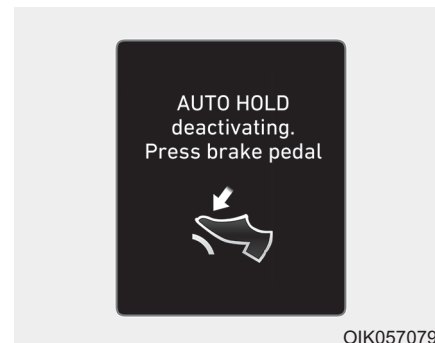 AUTO HOLD
deactivating.
Press brake pedal
OIK057079